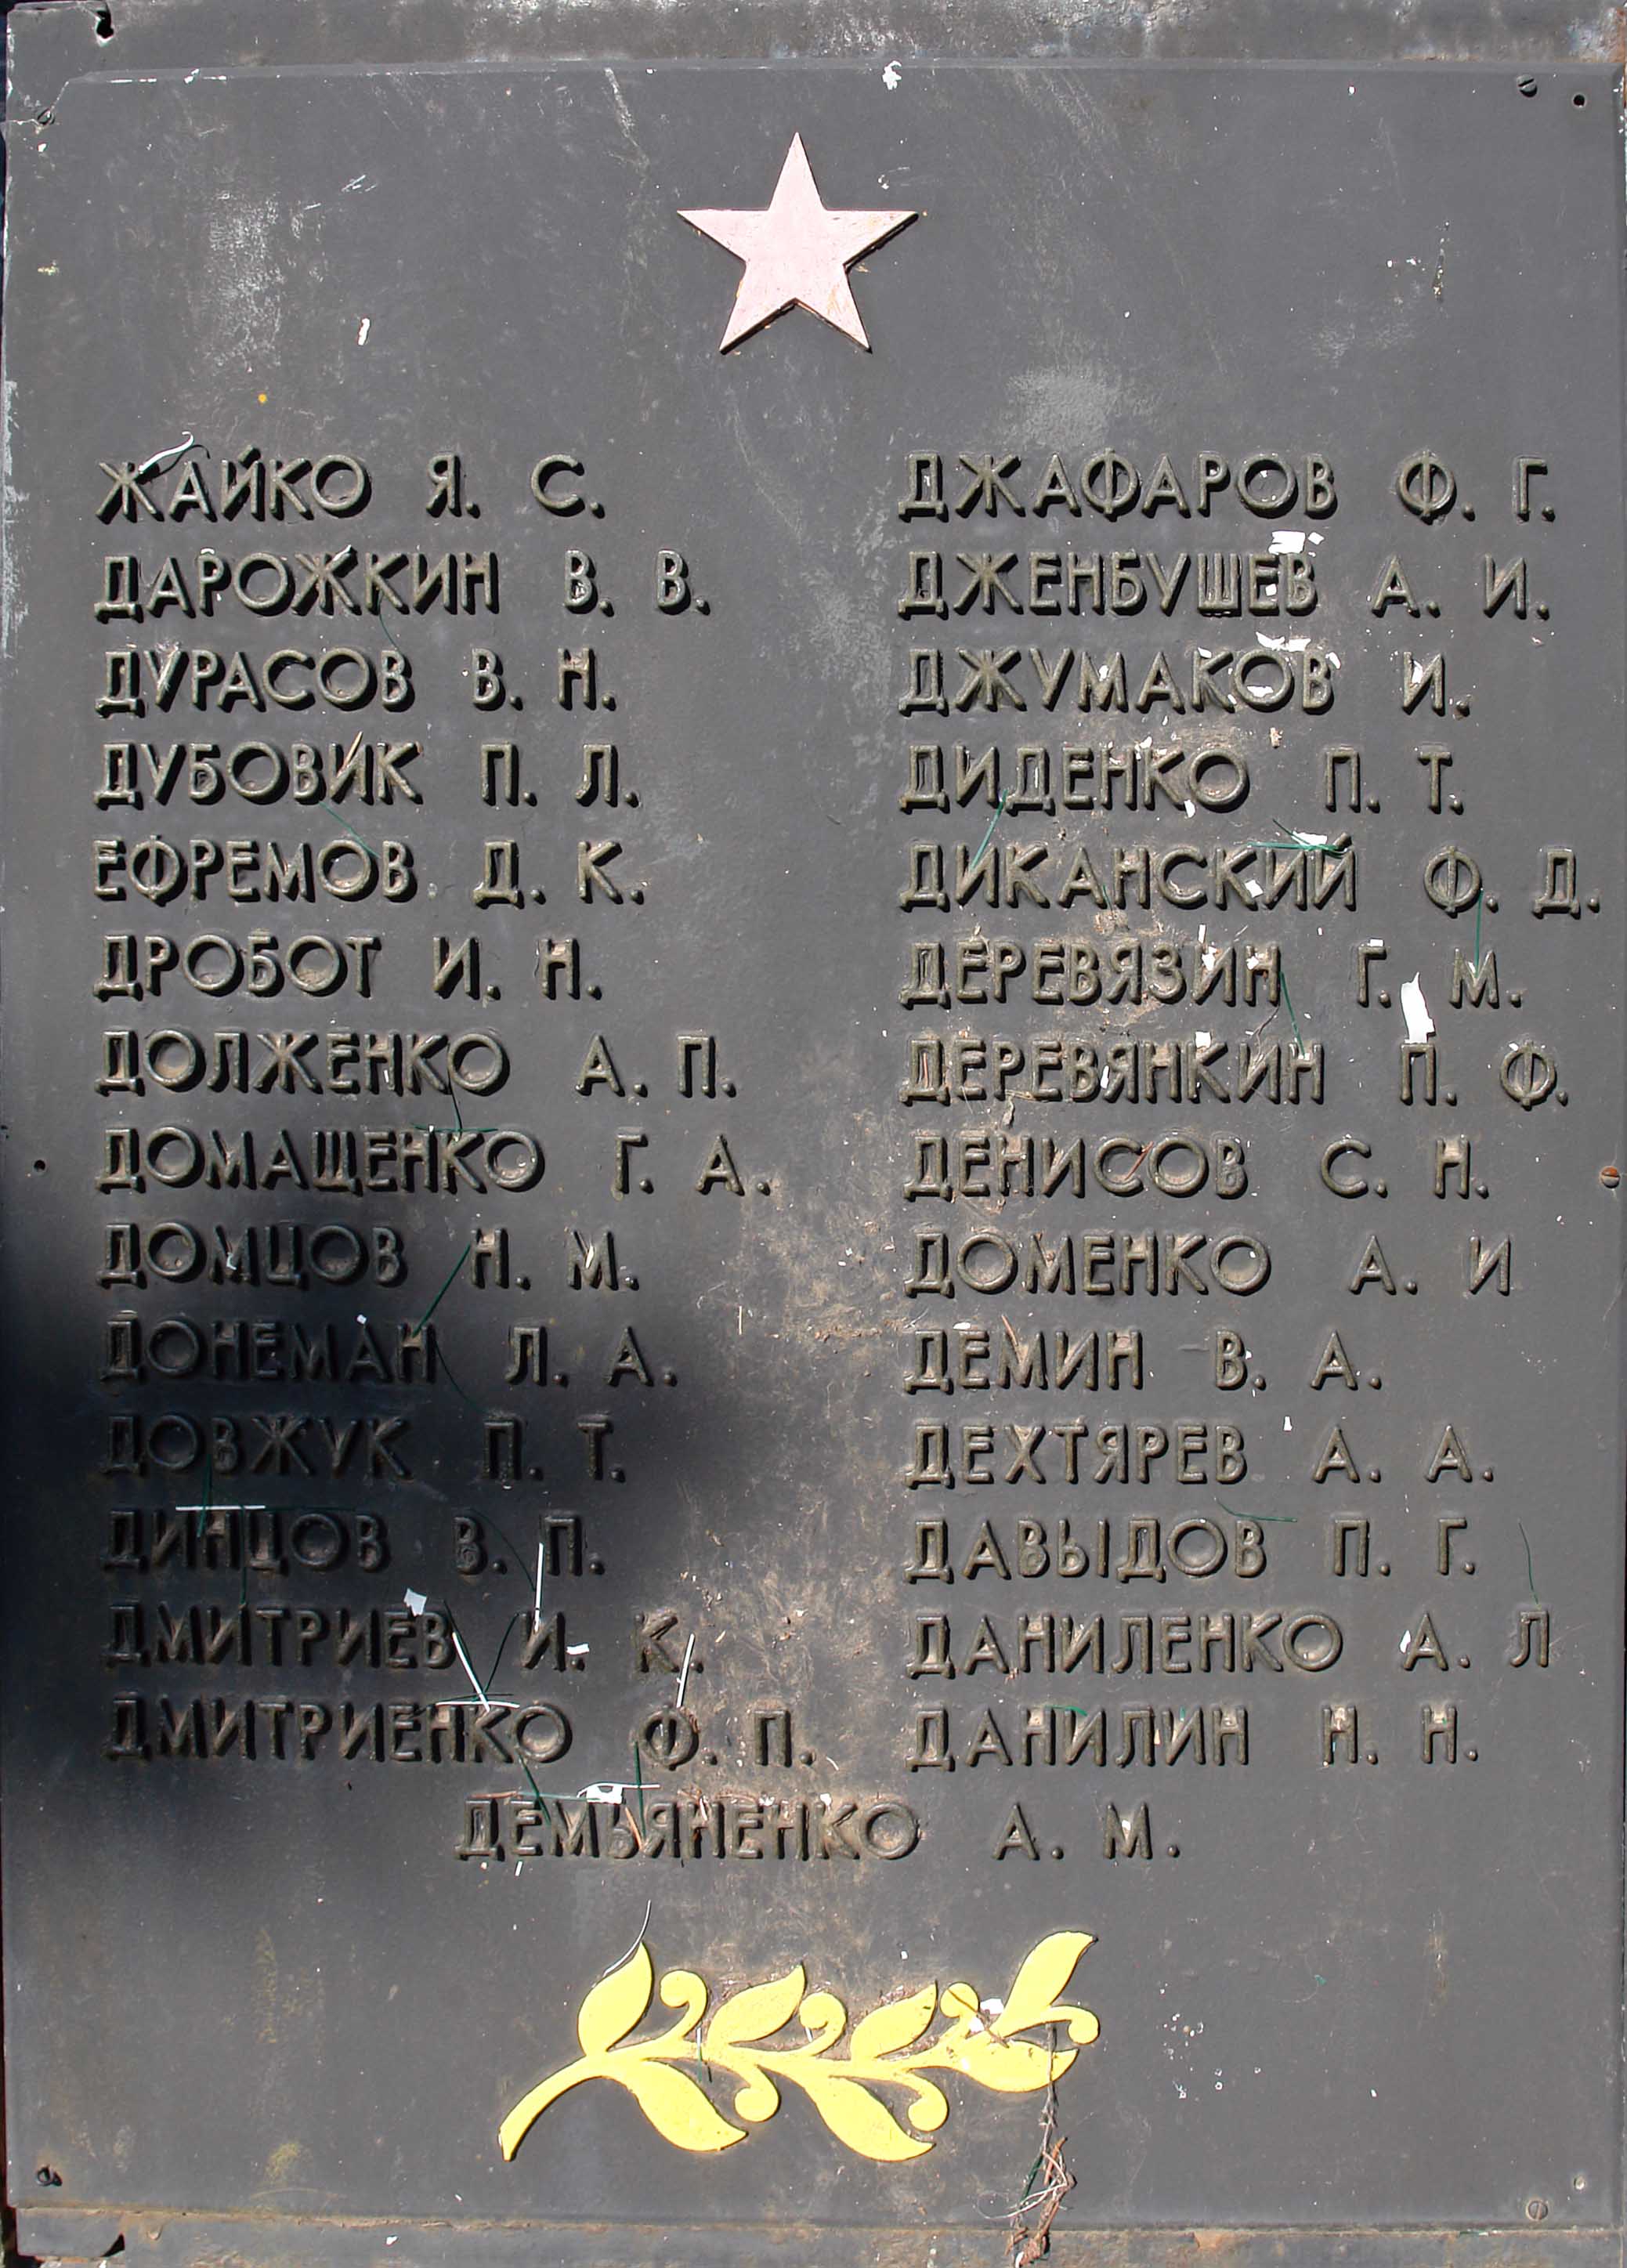 ЖАЙКО Я. С.
ДАРОЖКИН В. В.
ДУРАСОВ В. Н.
ДУБОВИК П. Л.
ЕФРЕМОВ Д. К.
ДРОБОТ И. Н.
ДОЛЖЕНКО А. П.
ДОМАЩЕНКО Г. А.
ДОМЦОВ Н. М.
ДОНЕМАН Л. А.
ДОВЖУК П. Т.
ДИНЦОВ В. П.
ДМИТРИЕВ И. К.
ДМИТРИЕНКО Ф. П.
ДЖАФАРОВ Ф. Г.
ДЖЕНБУШЕВ А. И.
ДЖУМАКОВ И.
ДИДЕНКО П. Т.
ДИКАНСКИЙ Ф. Д.
ДЕРЕВЯЗИН Г. М.
ДЕРЕВЯНКИН П. Ф.
ДЕНИСОВ С. Н.
ДОМЕНКО А. И
ДЕМИН В. А.
ДЕХТЯРЕВ А. А.
ДАВЫДОВ П. Г.
ДАНИЛЕНКО А. Л
ДАНИЛИН Н. Н.
ДЕМЬЯНЕНКО А. М.